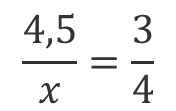 4,5/x = 3/4